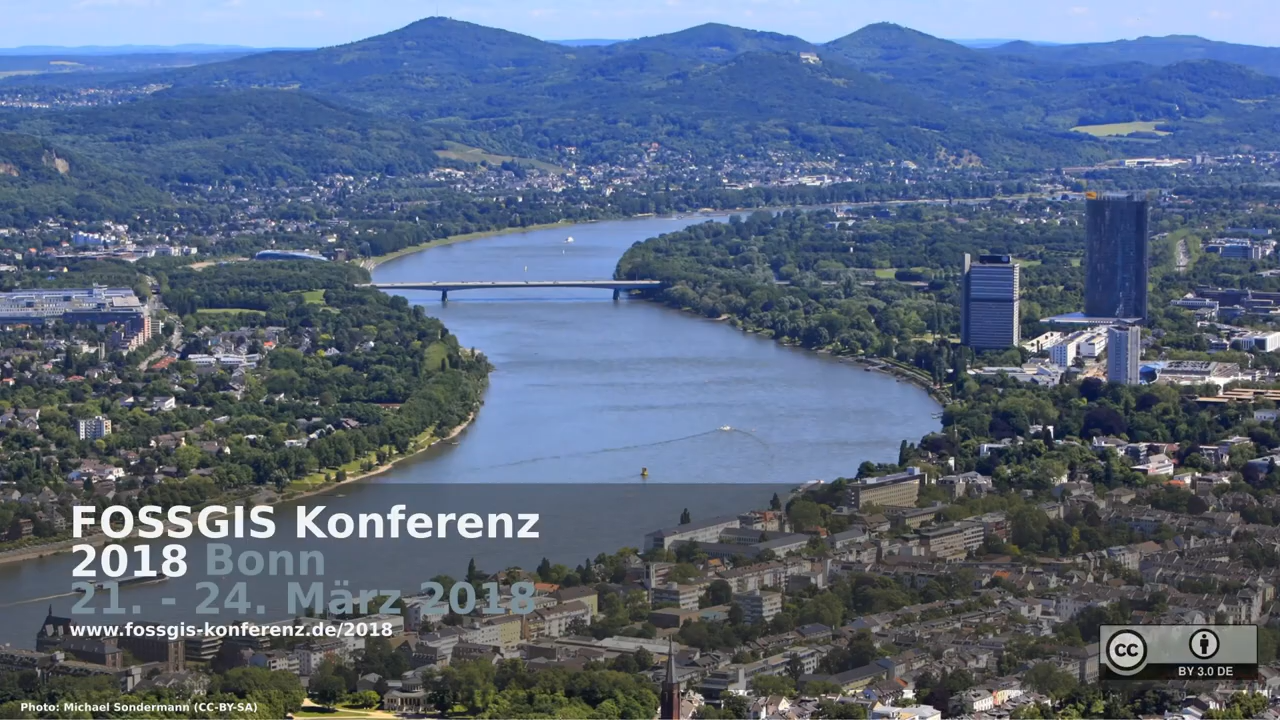 FOSSGIS Konferenz
2018 Bonn
21. - 24. März 2018
www.fossgis-konferenz.de/2018
cc
BY 3.0 DE
Photo: Michael Sondermann (CC-BY-SA)